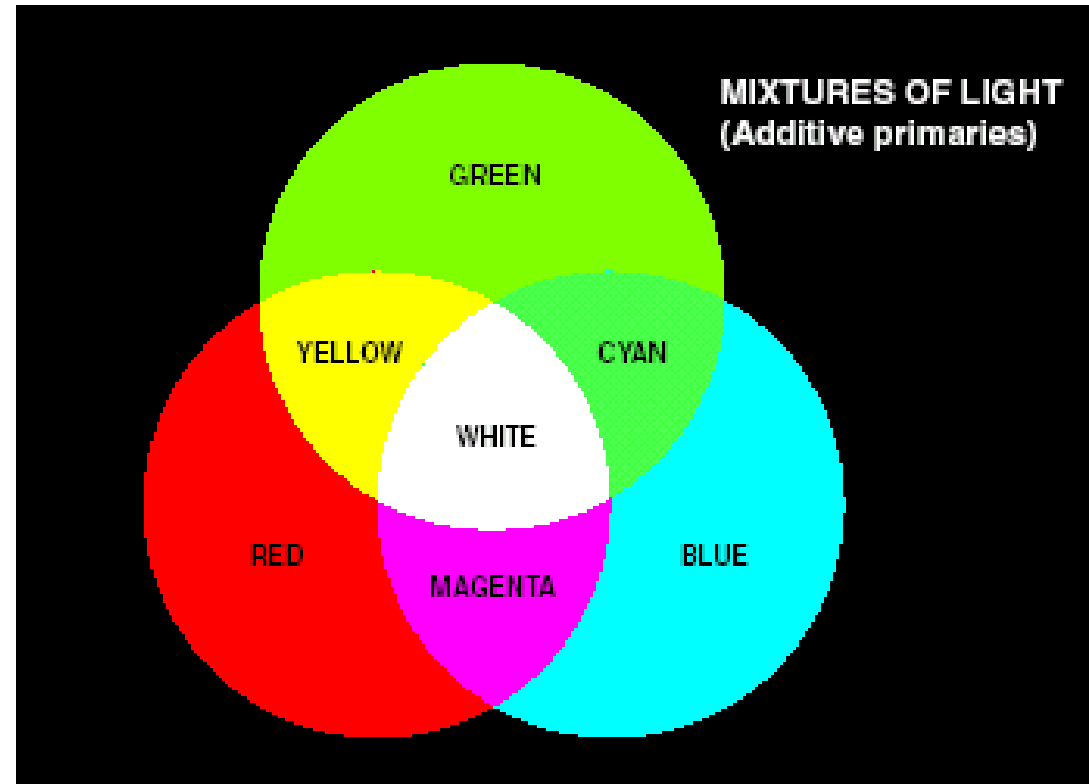 MIXTURES OF LIGHT
(Additive primaries)
GREEN
YELLOW
CYAN
WHITE
RED
BLUE
MAGENTA